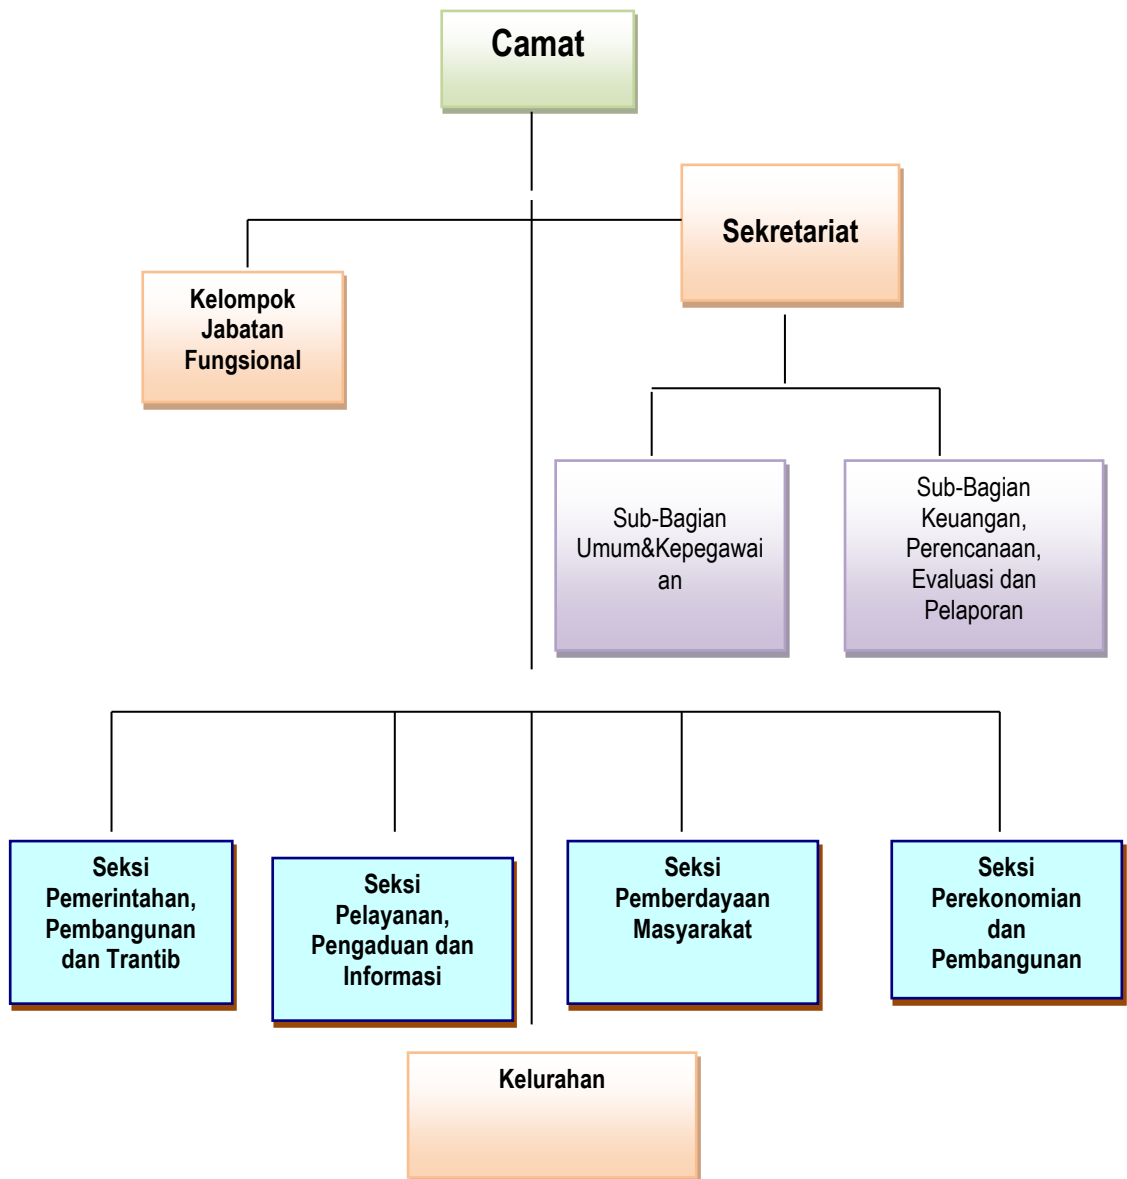 Camat
Sekretariat
Kelompok
Jabatan
Fungsional
Sub-Bagian
Umum&Kepegawai
an
Sub-Bagian
Keuangan,
Perencanaan,
Evaluasi dan
Pelaporan
Seksi
Pemerintahan,
Pembangunan
dan Trantib
Seksi
Pelayanan,
Pengaduan dan
Informasi
Seksi
Pemberdayaan
Masyarakat
Seksi
Perekonomian
dan
Pembangunan
Kelurahan